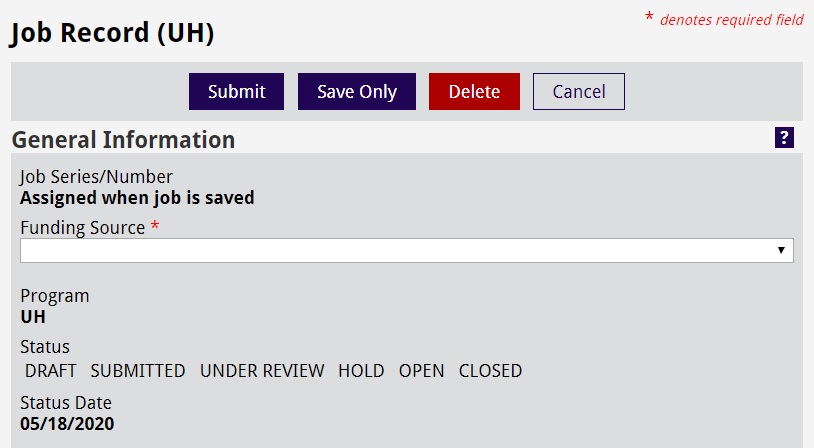 Job Record (UH)
* denotes required field
Submit Save Only Delete Cancel
General Information ?
Job Series/Number
Assigned when job is saved
Funding Source *
Program
UH
Status
DRAFT SUBMITTED UNDER REVIEW HOLD OPEN CLOSED
Status Date
05/18/2020